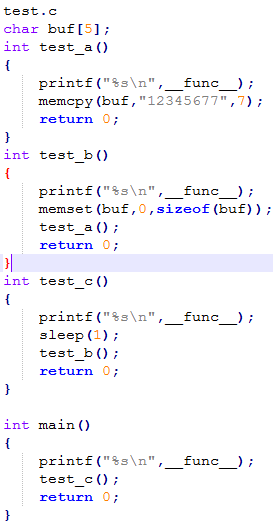 test.c
char buf[5];
int test_a()
{
    printf("%s\n",__func__);
    memcpy(buf,"12345677",7);
    return 0;
}
int test_b()
{
    printf("%s\n",__func__);
    memset(buf,0,sizeof(buf));
    test_a();
    return 0;
}
int test_c()
{
    printf("%s\n",__func__);
    sleep(1);
    test_b();
    return 0;
}

int main()
{
    printf("%s\n",__func__);
    test_c();
    return 0;
}